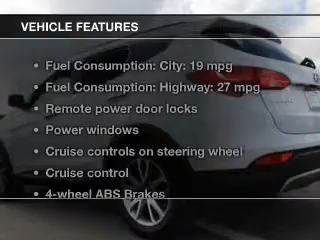 VEHICLE FEATURES
• Fuel Consumption: City: 19 mpg
• Fuel Consumption: Highway: 27 mpg
• Remote power door locks
• Power windows
• Cruise controls on steering wheel
• Cruise control
• 4-wheel ABS Brakes